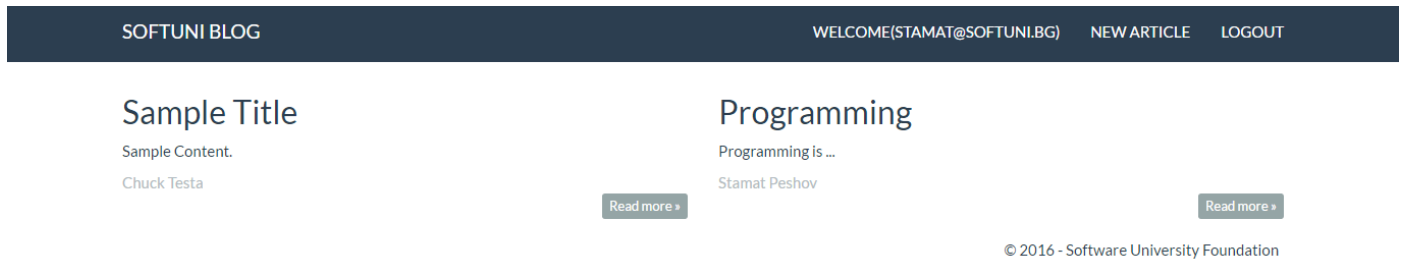 SOFTUNI BLOG
WELCOME(STAMAT@SOFTUNI.BG) NEW ARTICLE LOGOUT
Sample Title
Sample Content.
Chuck Testa
Read more »
Programming
Programming is ...
Stamat Peshov
Read more »
© 2016 - Software University Foundation